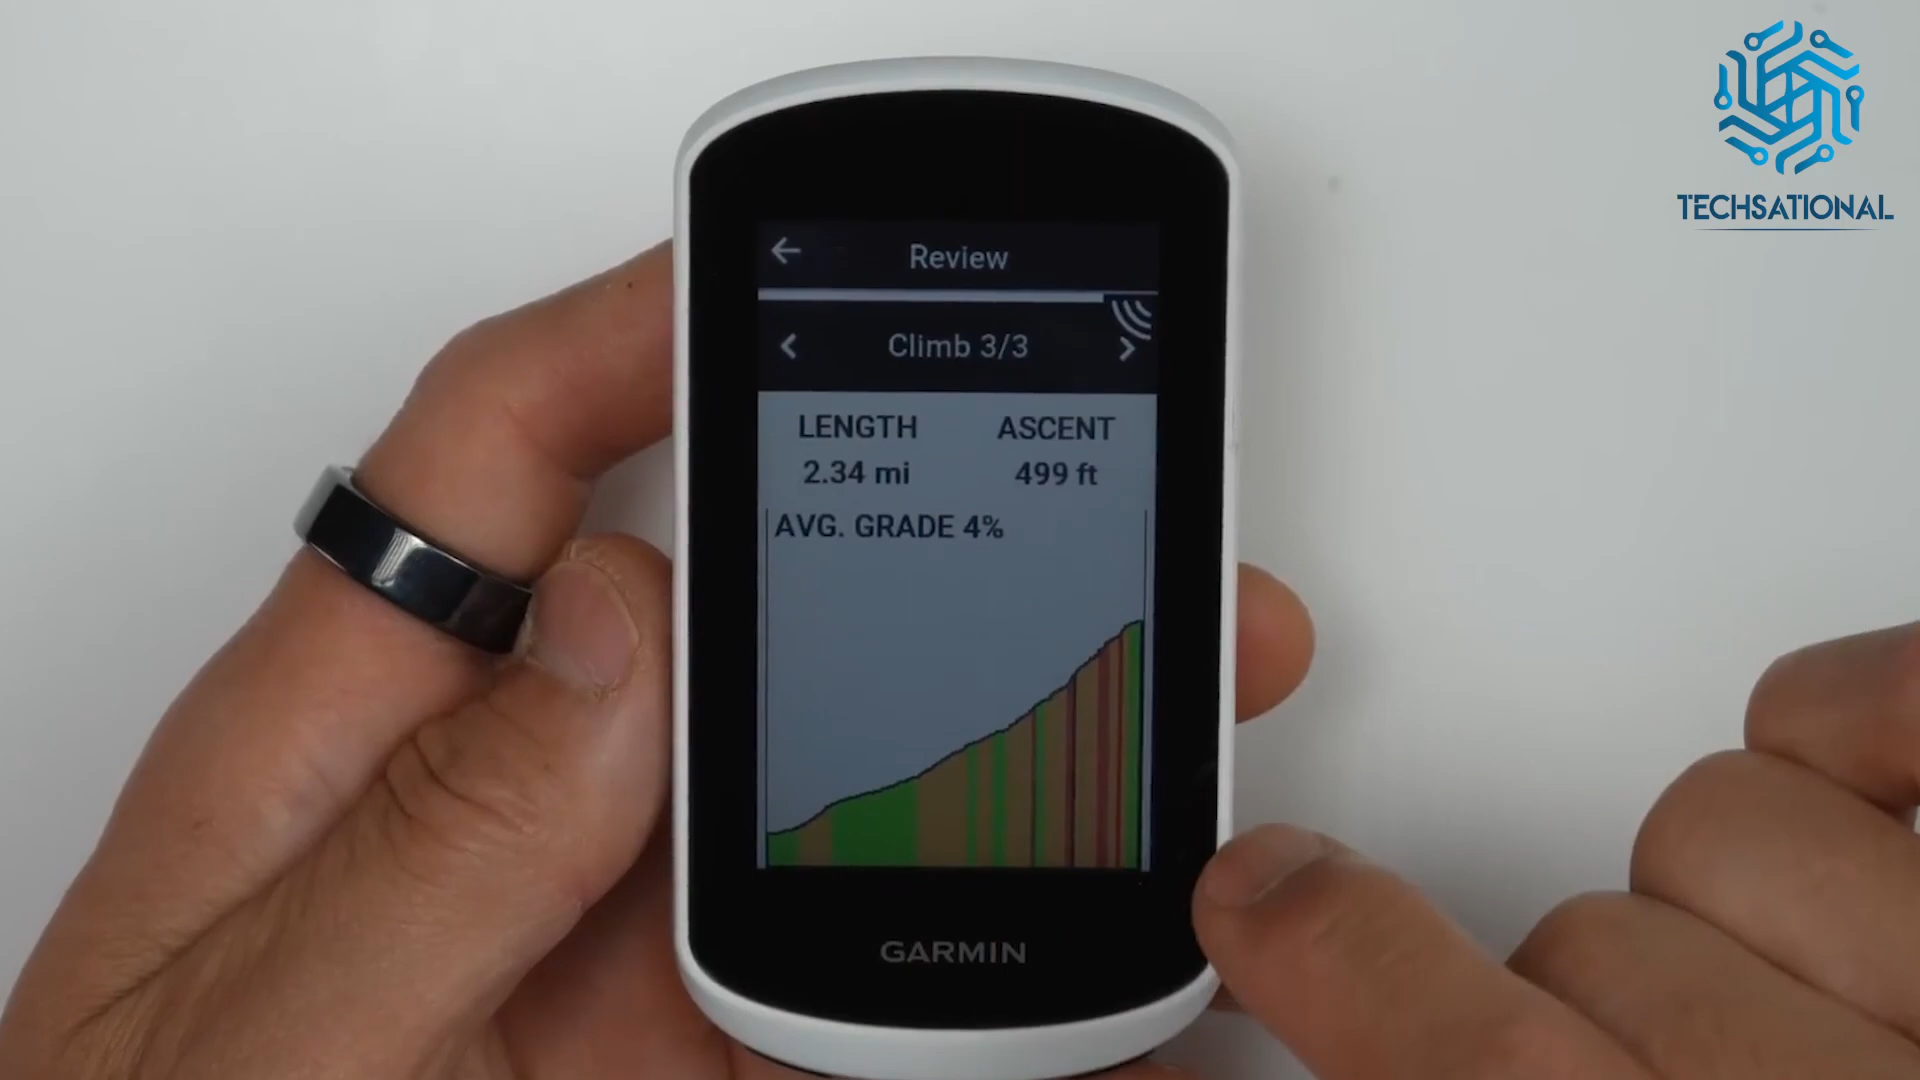 TECHSATIONAL
Review
Climb 3/3
LENGTH ASCENT
2.34 mi 499 ft
AVG. GRADE 4%
GARMIN